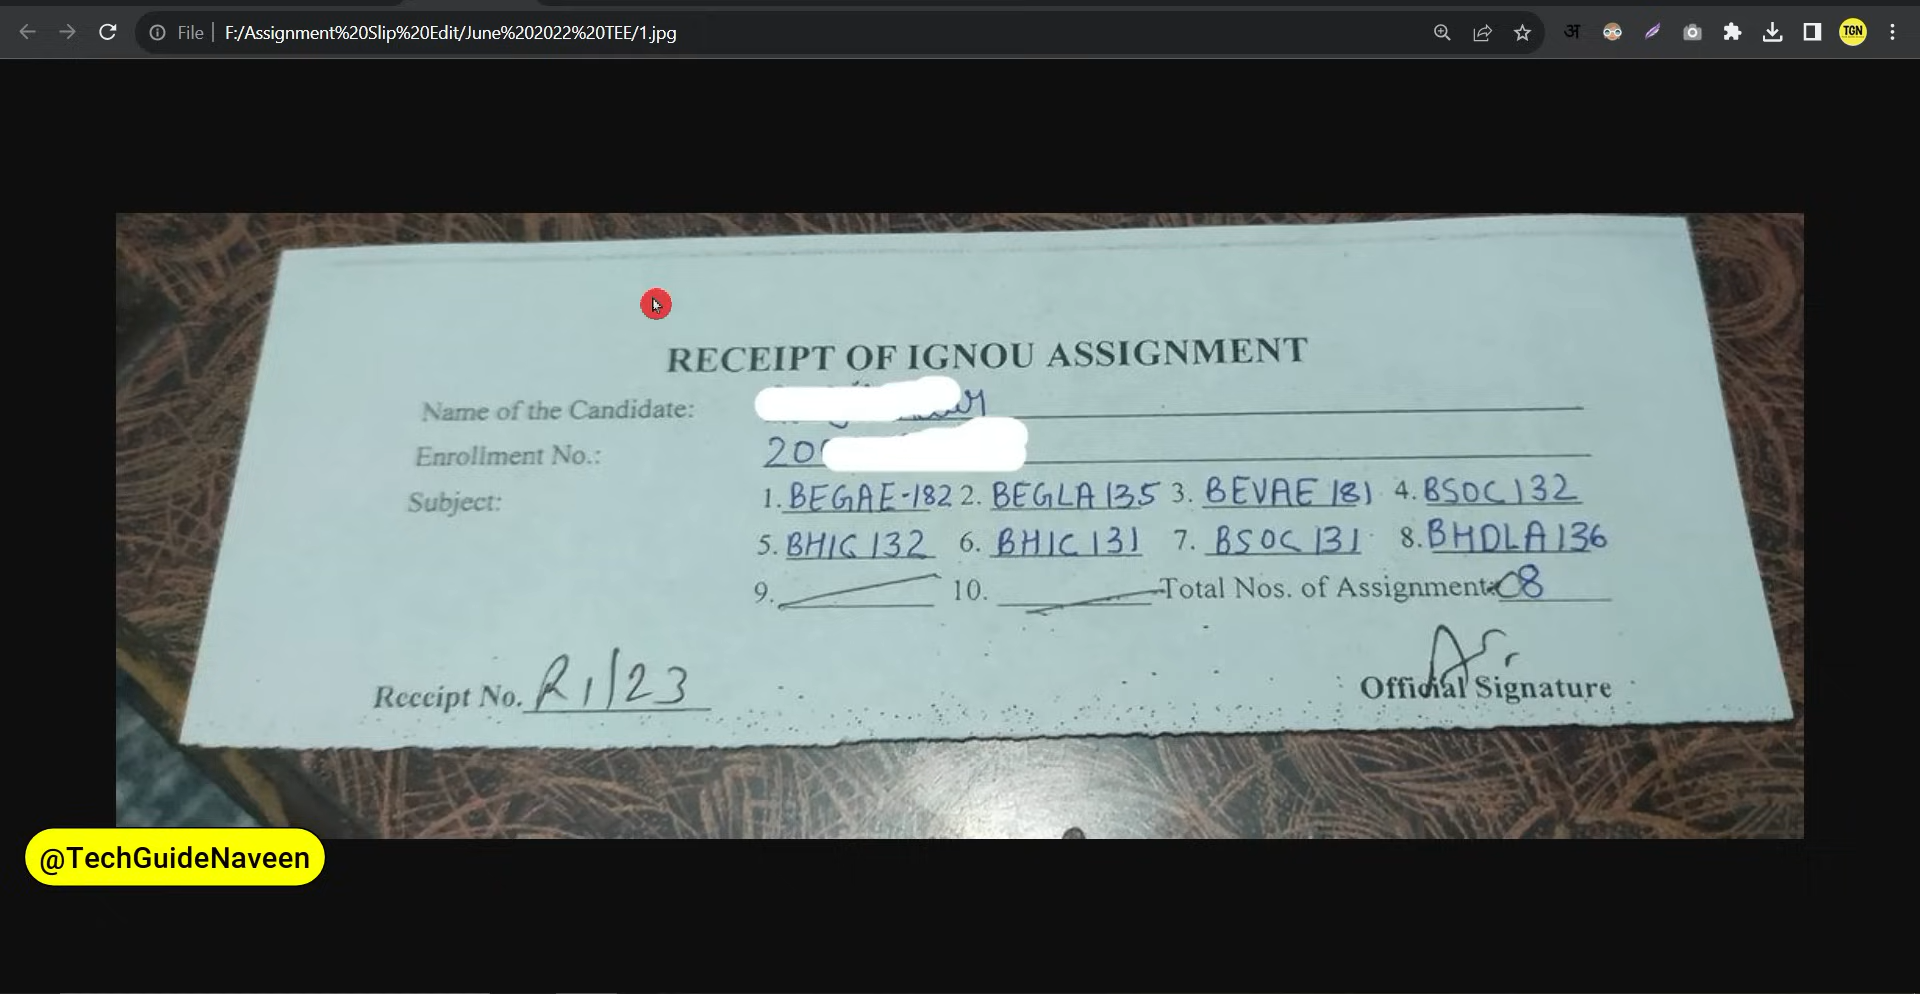 File F:/Assignment%20Slip%20Edit/June%202022%20TEE/1.jpg अ TGN
RECEIPT OF IGNOU ASSIGNMENT
Name of the Candidate:
Enrollment No.: 20
Subject: 1. BEGAE-182 2. BEGLA 135 3. BEVAE 181 4. BSOC 132
5. BHIC 132 6. BHIC 131 7. BSOC 131 8. BHDLA 136
9. 10. Total Nos. of Assignment: 08
Receipt No. R1/23 Official Signature
@TechGuideNaveen